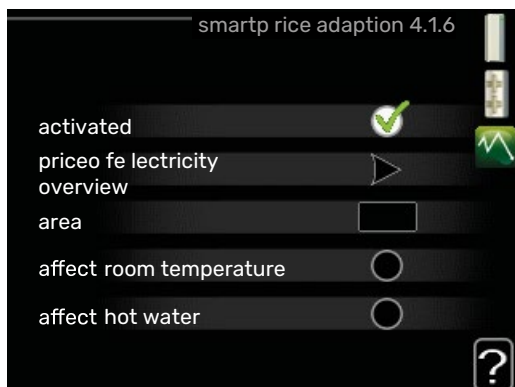 smartp rice adaption 4.1.6
activated
priceo fe lectricity
overview
area
affect room temperature
affect hot water
?